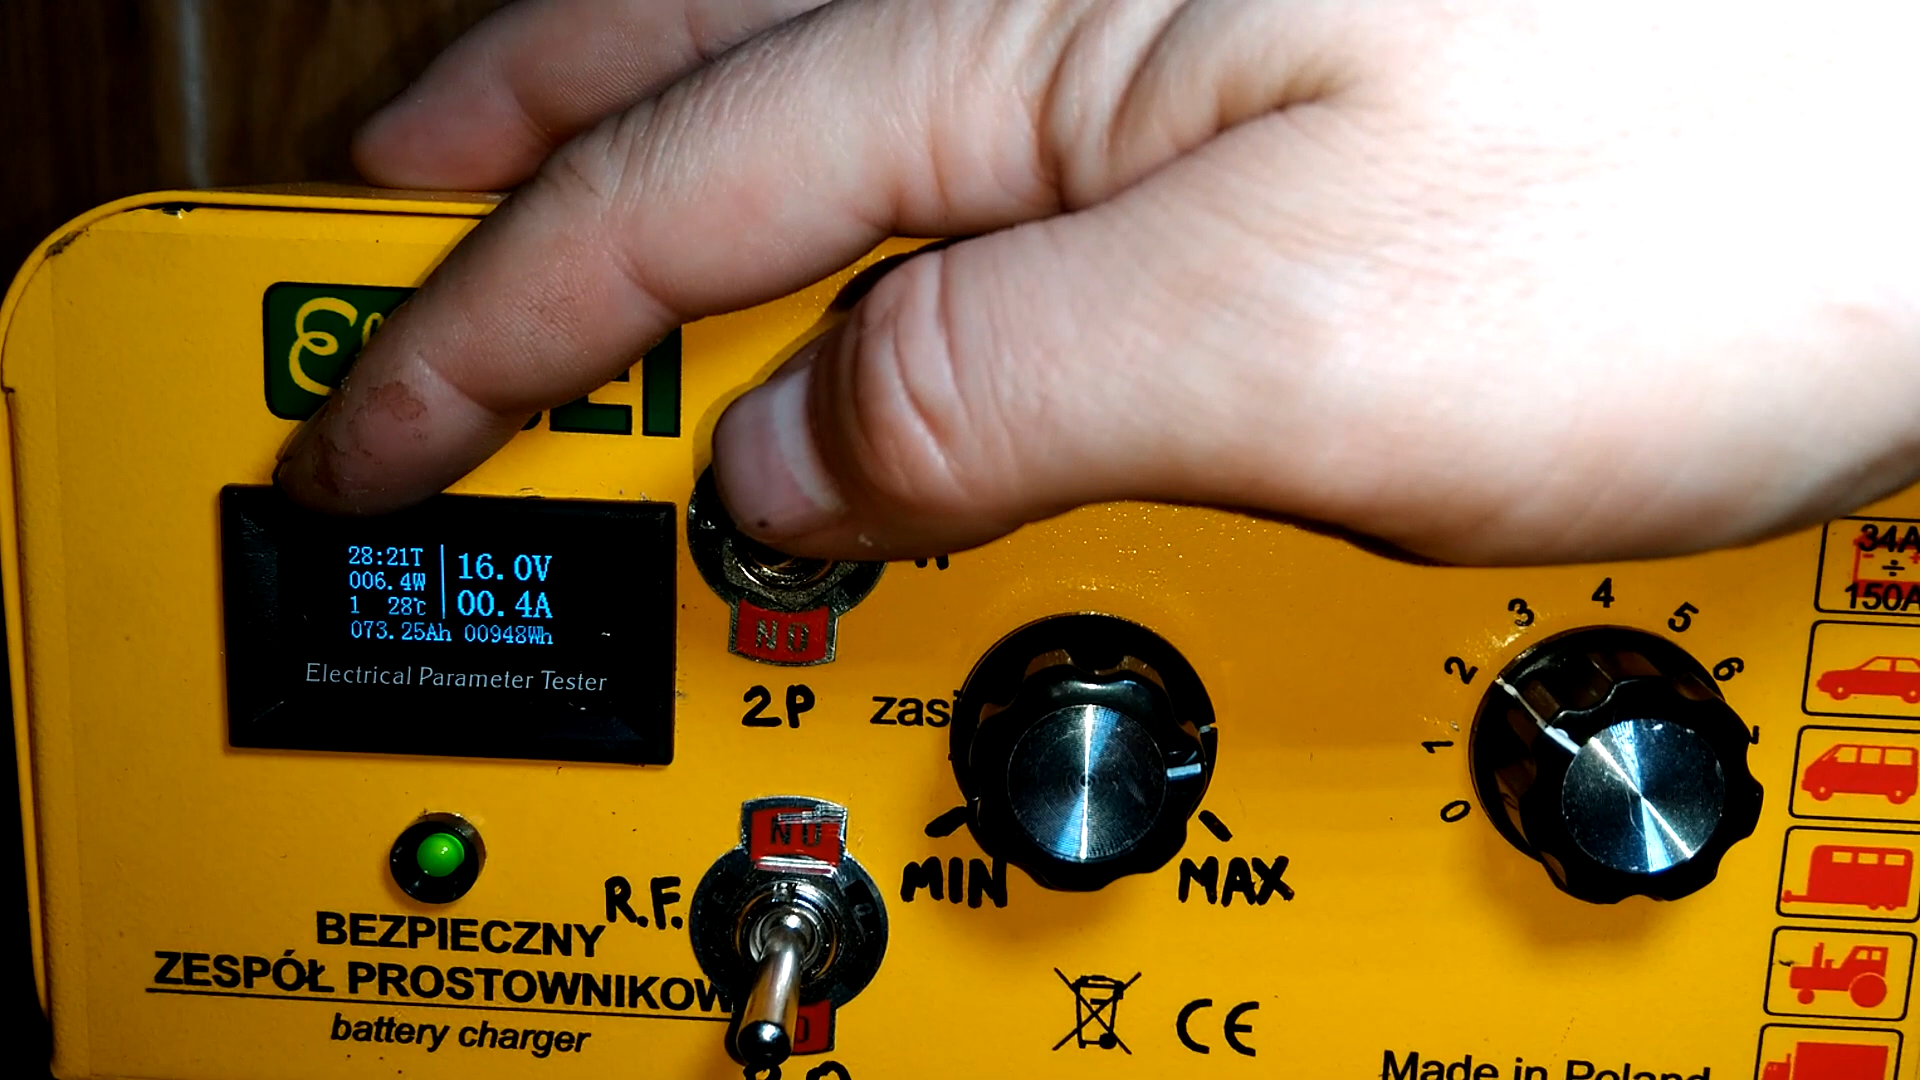 28:21T
006.4W
1 28℃
16.0V
00.4A
073.25Ah 00948Wh
Electrical Parameter Tester
NO
2P
NO
R.F.
MIN
MAX
0
1
2
3
4
5
6
34A
÷
150A
BEZPIECZNY
ZESPÓŁ PROSTOWNIKOW
battery charger
CE
Made in Poland